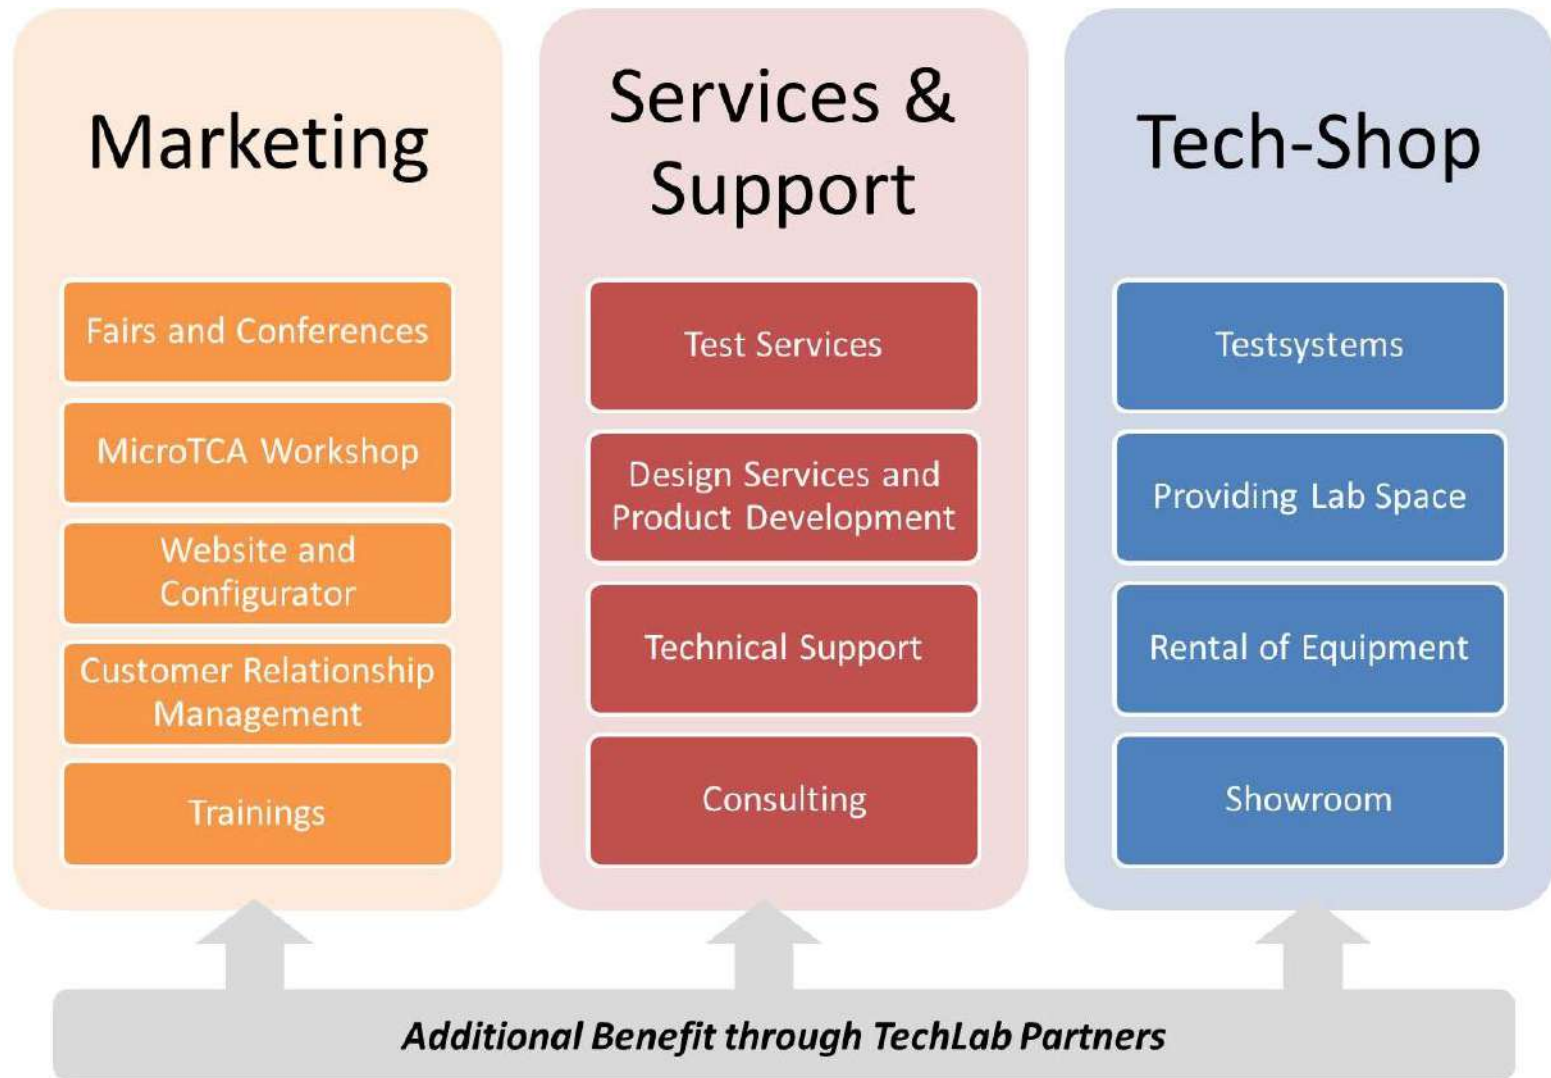 Marketing
Fairs and Conferences
MicroTCA Workshop
Website and
Configurator
Customer Relationship
Management
Trainings
Services &
Support
Test Services
Design Services and
Product Development
Technical Support
Consulting
Tech-Shop
Testsystems
Providing Lab Space
Rental of Equipment
Showroom
Additional Benefit through TechLab Partners